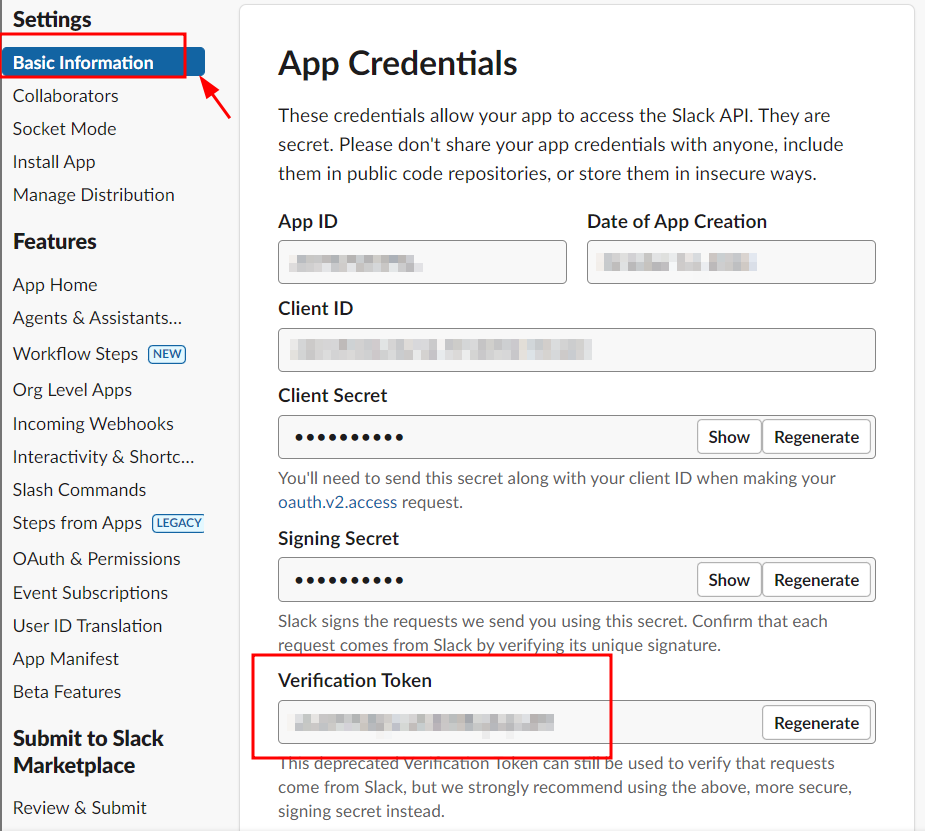 Settings
Basic Information
Collaborators
Socket Mode
Install App
Manage Distribution
Features
App Home
Agents & Assistants...
Workflow Steps NEW
Org Level Apps
Incoming Webhooks
Interactivity & Shortc...
Slash Commands
Steps from Apps LEGACY
OAuth & Permissions
Event Subscriptions
User ID Translation
App Manifest
Beta Features
Submit to Slack
Marketplace
Review & Submit
App Credentials
These credentials allow your app to access the Slack API. They are
secret. Please don't share your app credentials with anyone, include
them in public code repositories, or store them in insecure ways.
App ID
Date of App Creation
Client ID
Client Secret
•••••••••• Show Regenerate
You'll need to send this secret along with your client ID when making your
oauth.v2.access request.
Signing Secret
•••••••••• Show Regenerate
Slack signs the requests we send you using this secret. Confirm that each
request comes from Slack by verifying its unique signature.
Verification Token
Regenerate
This deprecated Verification Token can still be used to verify that requests
come from Slack, but we strongly recommend using the above, more secure,
signing secret instead.